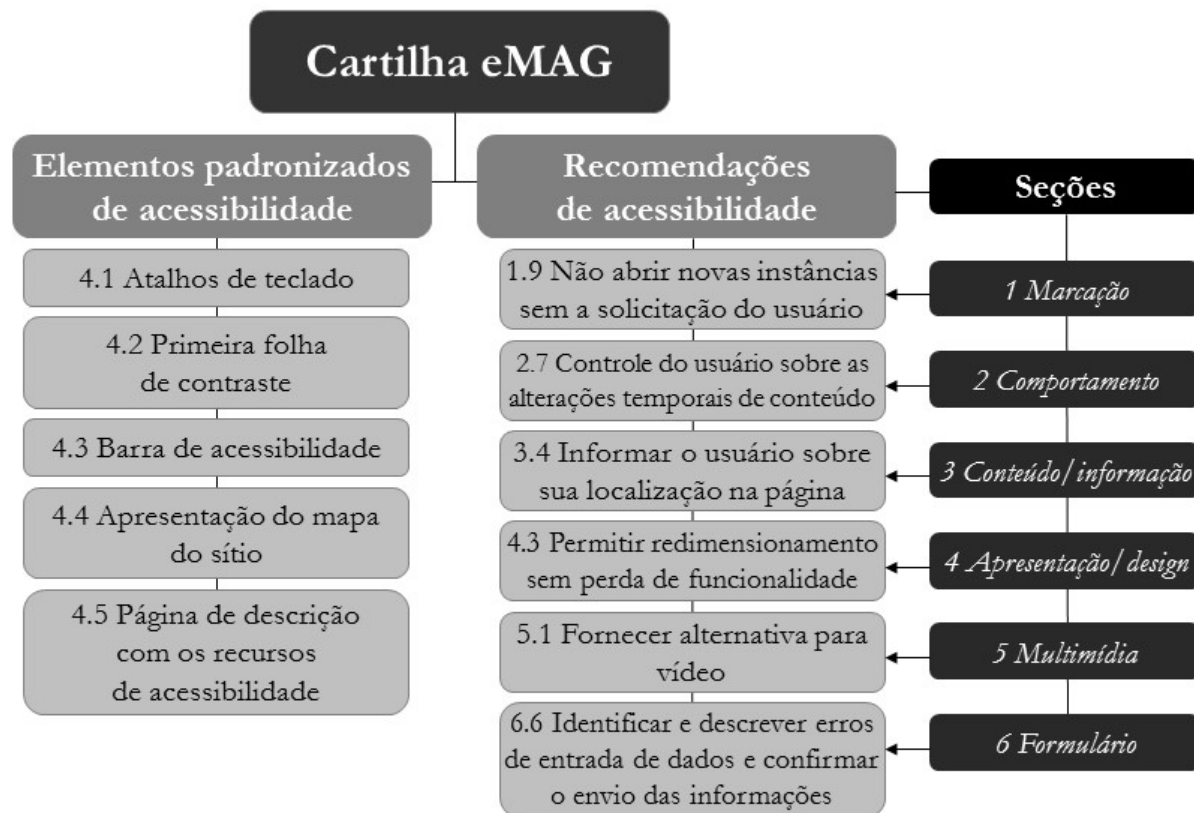 Cartilha eMAG
Elementos padronizados
de acessibilidade
4.1 Atalhos de teclado
4.2 Primeira folha
de contraste
4.3 Barra de acessibilidade
4.4 Apresentação do mapa
do sítio
4.5 Página de descrição
com os recursos
de acessibilidade
Recomendações
de acessibilidade
1.9 Não abrir novas instâncias
sem a solicitação do usuário
2.7 Controle do usuário sobre as
alterações temporais de conteúdo
3.4 Informar o usuário sobre
sua localização na página
4.3 Permitir redimensionamento
sem perda de funcionalidade
5.1 Fornecer alternativa para
vídeo
6.6 Identificar e descrever erros
de entrada de dados e confirmar
o envio das informações
Seções
1 Marcação
2 Comportamento
3 Conteúdo/informação
4 Apresentação/design
5 Multimídia
6 Formulário